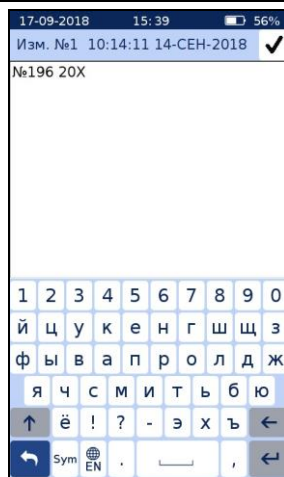 17-09-2018 15:39 56%
Изм. №1 10:14:11 14-СЕН-2018
№196 20Х
1 2 3 4 5 6 7 8 9 0
й ц у к е н г ш щ з
ф ы в а п р о л д ж
я ч с м и т ь б ю
ё ! ? - э х ъ
Sym EN . ,